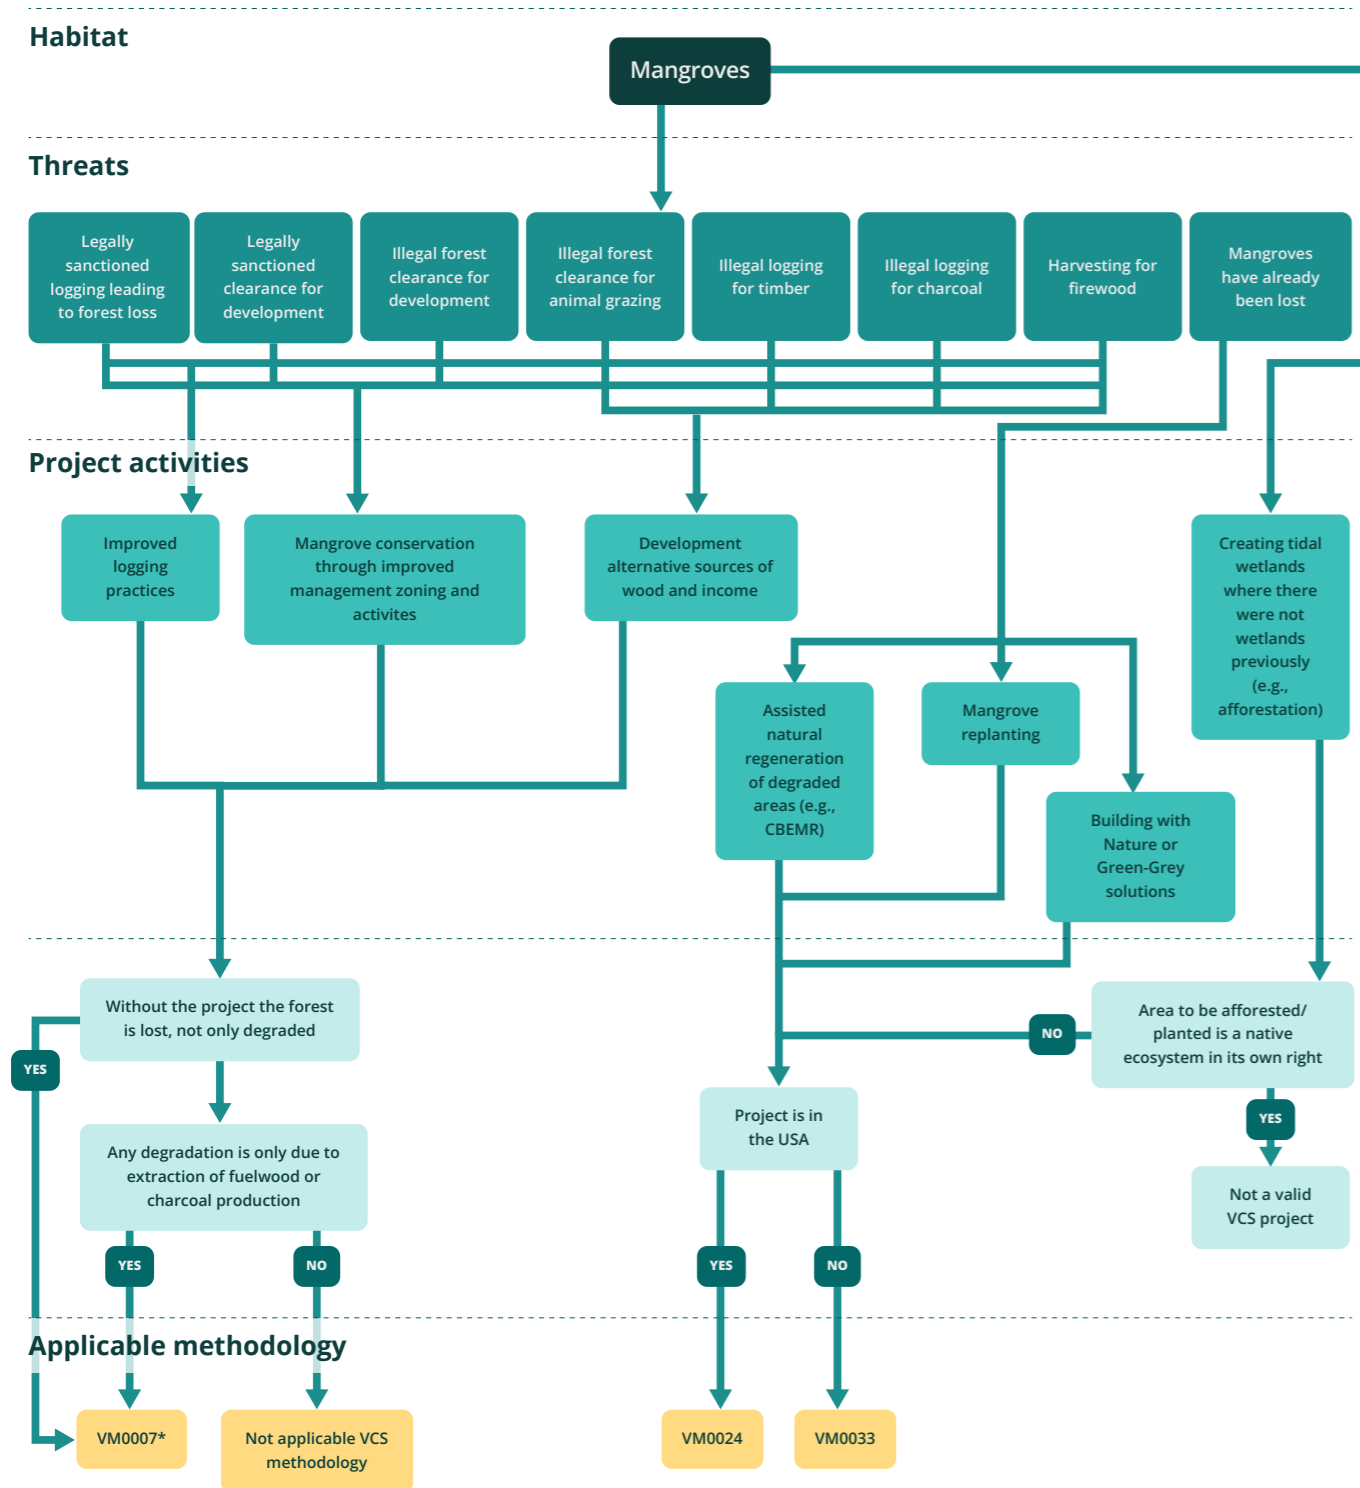 Habitat
Mangroves
Threats
Legally
sanctioned
logging leading
to forest loss
Legally
sanctioned
clearance for
development
Illegal forest
clearance for
development
Illegal forest
clearance for
animal grazing
Illegal logging
for timber
Illegal logging
for charcoal
Harvesting for
firewood
Mangroves
have already
been lost
Project activities
Improved
logging
practices
Mangrove conservation
through improved
management zoning and
activites
Development
alternative sources of
wood and income
Creating tidal
wetlands
where there
were not
wetlands
previously
(e.g.,
afforestation)
Assisted
natural
regeneration
of degraded
areas (e.g.,
CBEMR)
Mangrove
replanting
Building with
Nature or
Green-Grey
solutions
Without the project the forest
is lost, not only degraded
YES
Any degradation is only due to
extraction of fuelwood or
charcoal production
YES
NO
Area to be afforested/
planted is a native
ecosystem in its own right
NO
YES
Project is in
the USA
YES
NO
Not a valid
VCS project
Applicable methodology
VM0007*
Not applicable VCS
methodology
VM0024
VM0033